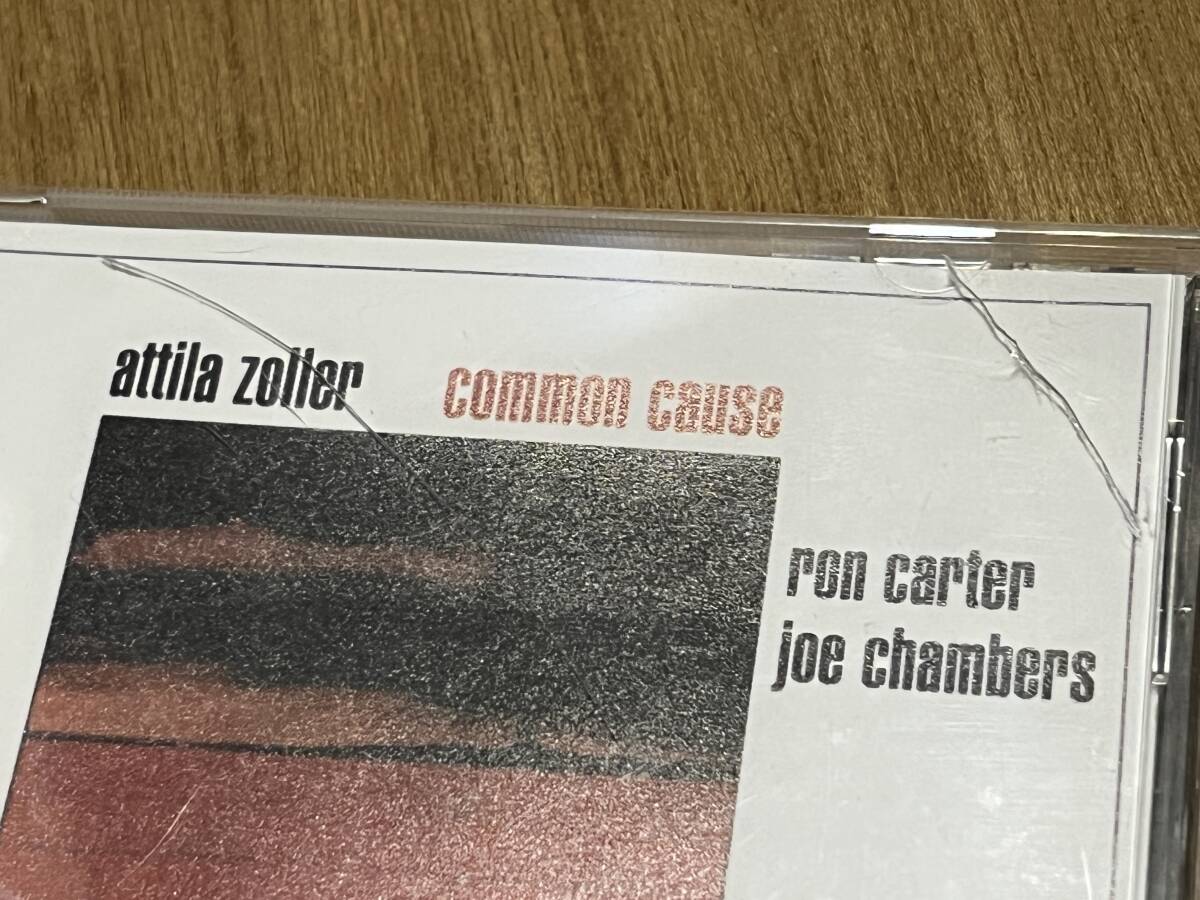 attila zoller common cause
ron carter
joe chambers